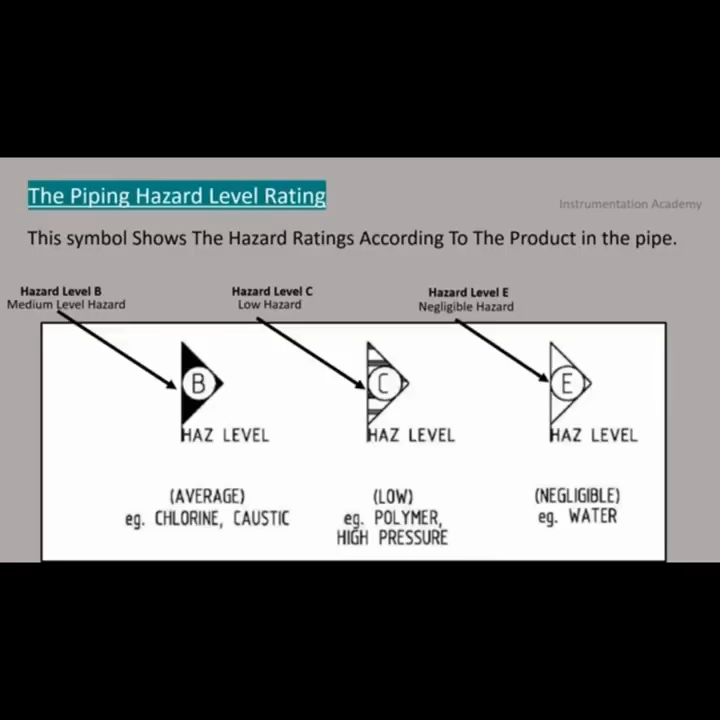 The Piping Hazard Level Rating
Instrumentation Academy
This symbol Shows The Hazard Ratings According To The Product in the pipe.
Hazard Level B
Medium Level Hazard
Hazard Level C
Low Hazard
Hazard Level E
Negligible Hazard
B
C
E
HAZ LEVEL
HAZ LEVEL
HAZ LEVEL
(AVERAGE)
eg. CHLORINE, CAUSTIC
(LOW)
eg. POLYMER,
HIGH PRESSURE
(NEGLIGIBLE)
eg. WATER